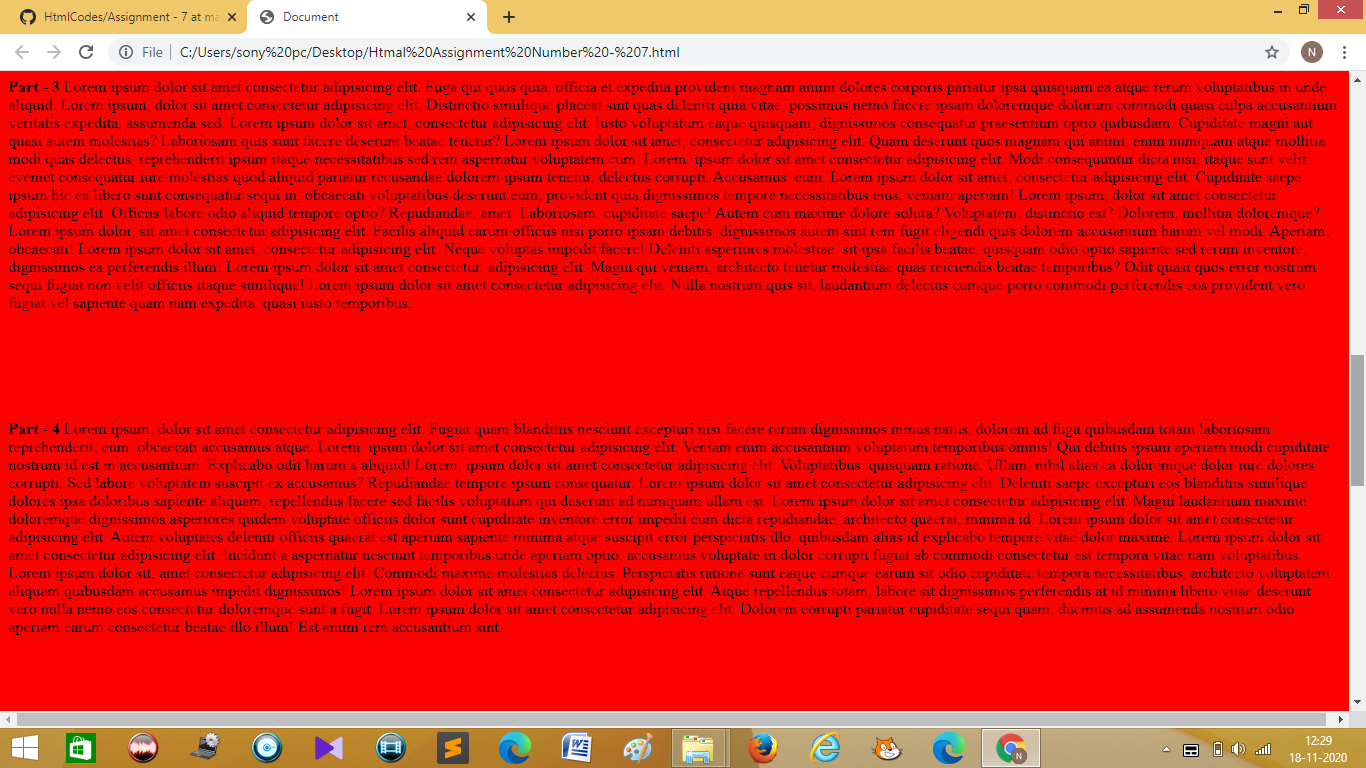 HtmlCodes/Assignment - 7 at ma
Document
File
C:/Users/sony%20pc/Desktop/Htmal%20Assignment%20Number%20-%207.html
N
Part - 3 Lorem ipsum dolor sit amet consectetur adipisicing elit. Fuga qui quos quia, officia et expedita provident magnam animi dolores corporis pariatur ipsa quisquam ea atque rerum voluptatibus in unde
aliquid. Lorem ipsum, dolor sit amet consectetur adipisicing elit. Distinctio similique placeat sint quas deleniti quia vitae, possimus nemo facere ipsam doloremque dolorum commodi quasi culpa accusantium
veritatis expedita, assumenda sed. Lorem ipsum dolor sit amet, consectetur adipisicing elit. Iusto voluptatum eaque quisquam, dignissimos consequatur praesentium optio quibusdam. Cupiditate magni aut
quasi autem molestias? Laboriosam quis sunt facere deserunt beatae tenetur? Lorem ipsum dolor sit amet, consectetur adipisicing elit. Quam deserunt quos magnam qui animi, enim numquam atque mollitia
modi quas delectus, reprehenderit ipsum itaque necessitatibus sed rem aspernatur voluptatem cum. Lorem, ipsum dolor sit amet consectetur adipisicing elit. Modi consequuntur dicta nisi, itaque sunt velit
eveniet consequatur iure molestias quod aliquid pariatur recusandae dolorem ipsum tenetur, delectus corrupti. Accusamus, eum. Lorem ipsum dolor sit amet, consectetur adipisicing elit. Cupiditate saepe
ipsum hic ea libero sunt consequatur sequi in, obcaecati voluptatibus deserunt eum, provident quia dignissimos tempore necessitatibus eius, veniam aperiam! Lorem ipsum, dolor sit amet consectetur
adipisicing elit. Officiis labore odio aliquid tempore optio? Repudiandae, amet. Laboriosam, cupiditate saepe! Autem cum maxime dolore soluta? Voluptatem, distinctio est? Dolorem, mollitia doloremque?
Lorem ipsum dolor, sit amet consectetur adipisicing elit. Facilis aliquid earum officiis nisi porro ipsam debitis, dignissimos autem sint rem fugit eligendi quis dolorem accusantium harum vel modi. Aperiam,
obcaecati! Lorem ipsum dolor sit amet, consectetur adipisicing elit. Neque voluptas impedit facere! Deleniti asperiores molestiae, sit ipsa facilis beatae, quisquam odio optio sapiente sed rerum inventore,
dignissimos ea perferendis illum! Lorem ipsum dolor sit amet consectetur, adipisicing elit. Magni qui veniam, architecto tenetur molestiae quas reiciendis beatae temporibus? Odit quasi quos error nostrum
sequi fugiat non velit officiis itaque similique! Lorem ipsum dolor sit amet consectetur adipisicing elit. Nulla nostrum quis sit, laudantium delectus cumque porro commodi perferendis eos provident vero
fugiat vel sapiente quam nam expedita, quasi iusto temporibus.
Part - 4 Lorem ipsum, dolor sit amet consectetur adipisicing elit. Fugiat quam blanditiis nesciunt excepturi nisi facere rerum dignissimos minus natus, dolorem ad fuga quibusdam totam laboriosam
reprehenderit, eum, obcaecati accusamus atque. Lorem, ipsum dolor sit amet consectetur adipisicing elit. Veniam enim accusantium voluptatum temporibus omnis! Qui debitis ipsum aperiam modi cupiditate
nostrum id est in accusantium. Explicabo odit harum a aliquid! Lorem, ipsum dolor sit amet consectetur adipisicing elit. Voluptatibus, quisquam ratione. Ullam, nihil alias ea doloremque dolor iure dolores
corrupti. Sed labore voluptatem suscipit ex accusamus? Repudiandae tempore ipsum consequatur. Lorem ipsum dolor sit amet consectetur adipisicing elit. Deleniti saepe excepturi eos blanditiis similique
dolores ipsa doloribus sapiente aliquam, repellendus facere sed facilis voluptatum qui deserunt ad numquam ullam est. Lorem ipsum dolor sit amet consectetur adipisicing elit. Magni laudantium maxime
doloremque dignissimos asperiores quidem voluptate officiis dolor sunt cupiditate inventore error impedit cum dicta repudiandae, architecto quaerat, minima id. Lorem ipsum dolor sit amet consectetur
adipisicing elit. Autem voluptates deleniti officiis quaerat est aperiam sapiente minima atque suscipit error perspiciatis illo, quibusdam alias id explicabo tempore vitae dolor maxime. Lorem ipsum dolor sit
amet consectetur adipisicing elit. Incidunt a aspernatur nesciunt temporibus unde aperiam optio, accusamus voluptate in dolor corrupti fugiat ab commodi consectetur est tempora vitae nam voluptatibus.
Lorem ipsum dolor sit, amet consectetur adipisicing elit. Commodi maxime molestias delectus. Perspiciatis ratione sunt eaque cumque earum sit odio cupiditate tempora necessitatibus, architecto voluptatem
aliquam quibusdam accusamus impedit dignissimos! Lorem ipsum dolor sit amet consectetur adipisicing elit. Atque repellendus totam, labore sit dignissimos perferendis at id minima libero vitae deserunt
vero nulla nemo eos consectetur doloremque sunt a fugit. Lorem ipsum dolor sit amet consectetur adipisicing elit. Dolorem corrupti pariatur cupiditate sequi quam, ducimus ad assumenda nostrum odio
aperiam earum consectetur beatae illo illum! Est animi rem accusantium sint.
12:29
18-11-2020